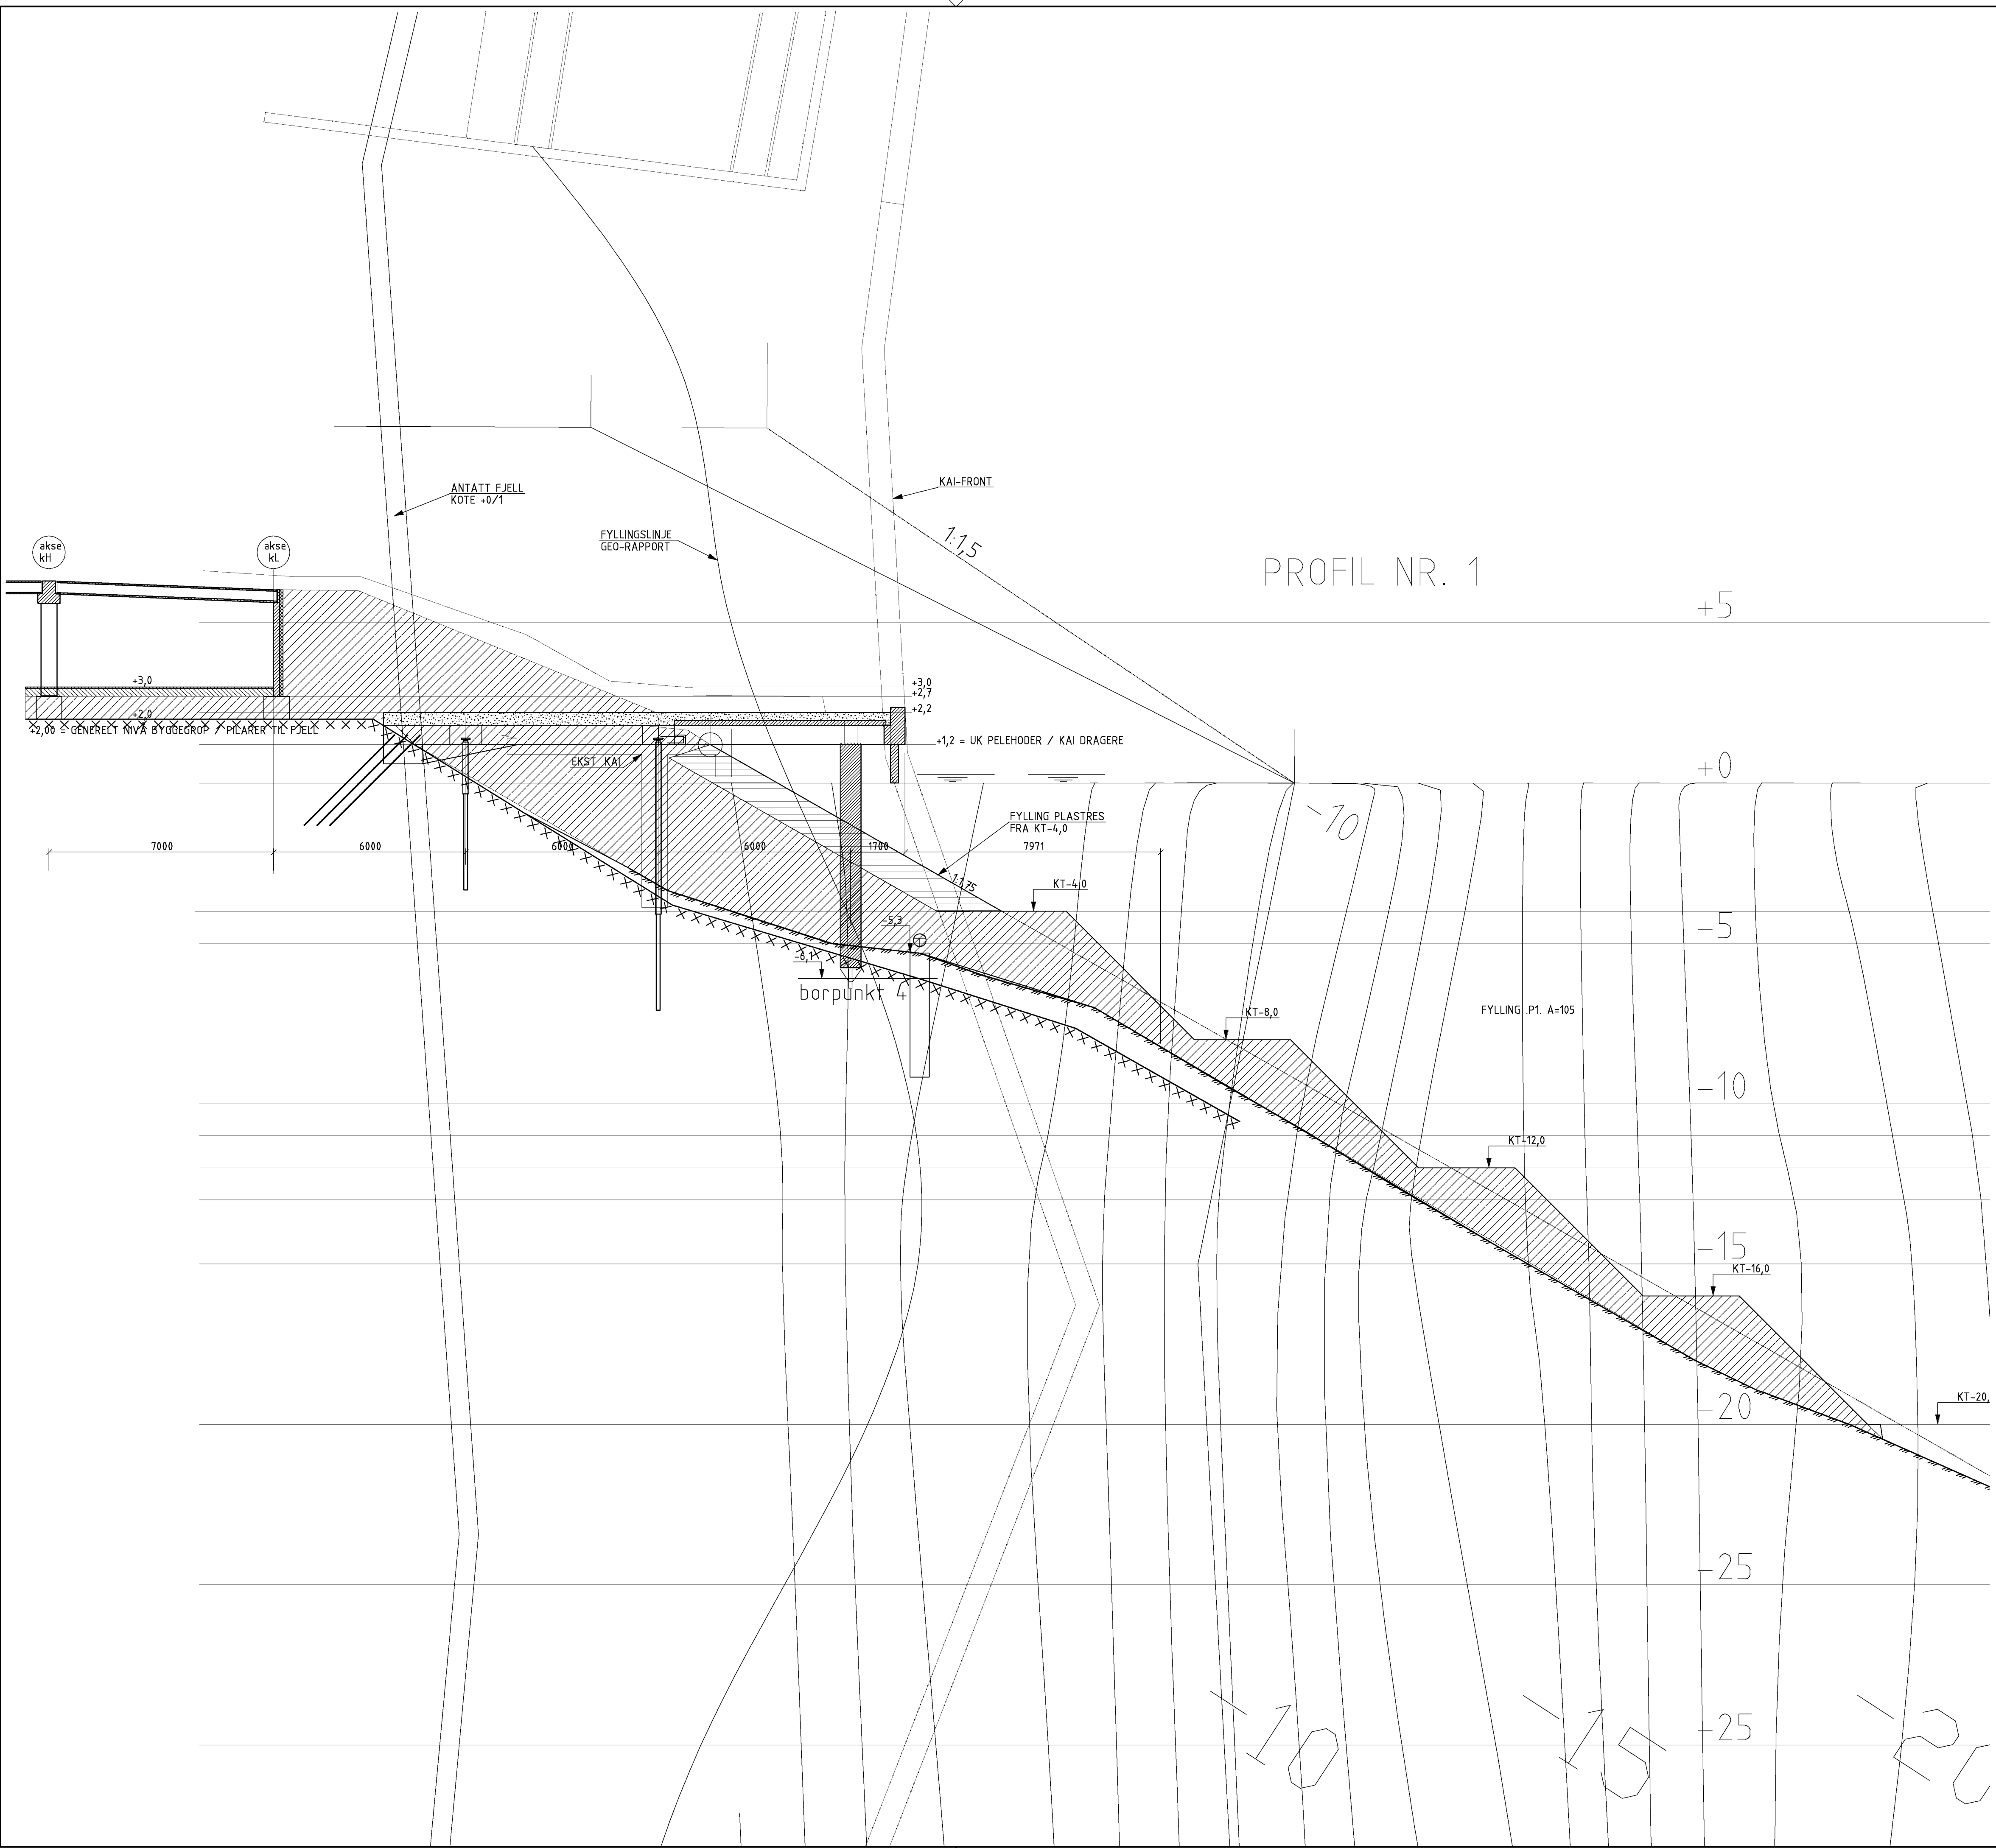 ANTATT FJELL
KOTE +0/1
KAI-FRONT
FYLLINGSLINJE
GEO-RAPPORT
1:1,5
akse
kH
akse
kL
PROFIL NR. 1
+5
+3,0
+3,0
+2,7
+2,2
+2,0
+2,00 = GENERELT NIVÅ BYGGEGROP / PILARER TIL FJELL
+1,2 = UK PELEHODER / KAI DRAGERE
EKST. KAI
+0
-10
FYLLING PLASTRES
FRA KT-4,0
7000
6000
6000
6000
1700
7971
1:1,75
KT-4,0
-5,3
-5
-6,1
borpunkt 4
KT-8,0
FYLLING .P1. A=105
-10
KT-12,0
-15
KT-16,0
KT-20,
-20
-25
-25
-10
-15
-20